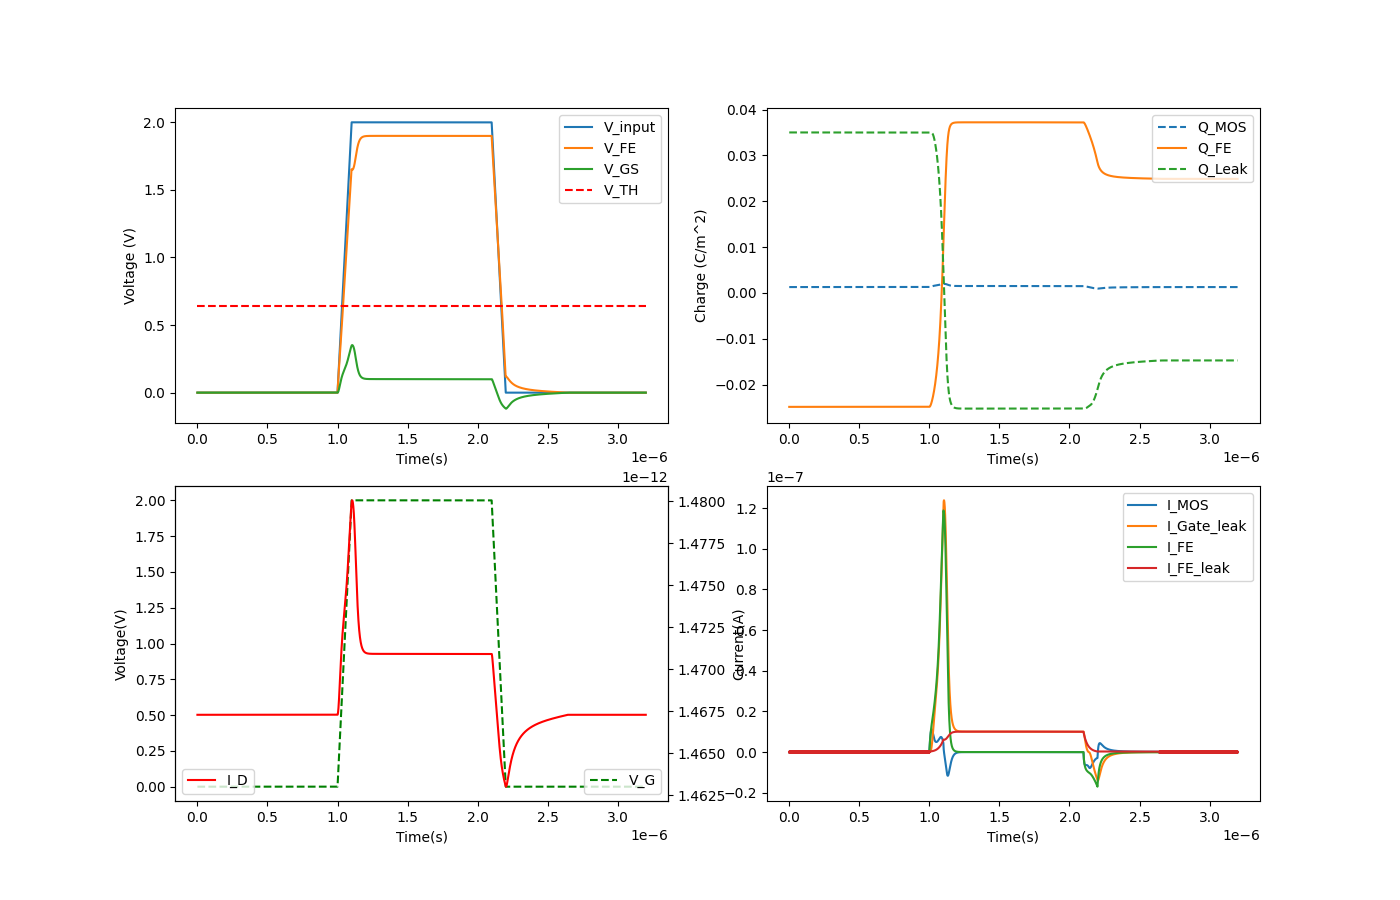 2.0
1.5
1.0
0.5
0.0
Voltage (V)
V_input
V_FE
V_GS
V_TH
0.0 0.5 1.0 1.5 2.0 2.5 3.0
Time(s)
1e−6
0.04
0.03
0.02
0.01
0.00
−0.01
−0.02
Charge (C/m^2)
Q_MOS
Q_FE
Q_Leak
0.0 0.5 1.0 1.5 2.0 2.5 3.0
Time(s)
1e−6
1e−12
2.00
1.75
1.50
1.25
1.00
0.75
0.50
0.25
0.00
Voltage(V)
I_D
V_G
1.4800
1.4775
1.4750
1.4725
1.4700
1.4675
1.4650
1.4625
0.0 0.5 1.0 1.5 2.0 2.5 3.0
Time(s)
1e−6
1e−7
1.2
1.0
0.8
0.6
0.4
0.2
0.0
−0.2
Current(A)
I_MOS
I_Gate_leak
I_FE
I_FE_leak
0.0 0.5 1.0 1.5 2.0 2.5 3.0
Time(s)
1e−6